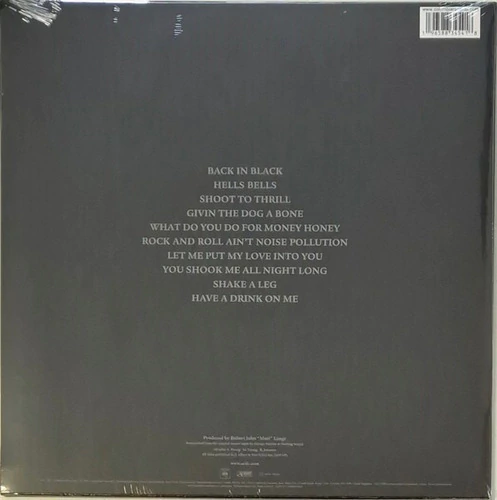 BACK IN BLACK
HELLS BELLS
SHOOT TO THRILL
GIVIN THE DOG A BONE
WHAT DO YOU DO FOR MONEY HONEY
ROCK AND ROLL AIN'T NOISE POLLUTION
LET ME PUT MY LOVE INTO YOU
YOU SHOOK ME ALL NIGHT LONG
SHAKE A LEG
HAVE A DRINK ON ME
Produced by Robert John "Mutt" Lange